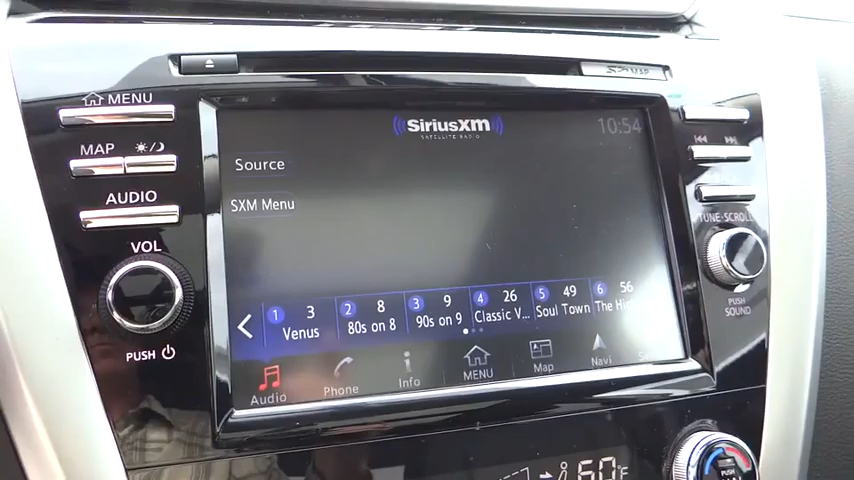 MENU
MAP
AUDIO
VOL
PUSH
SiriusXM
SATELLITE RADIO
10:54
Source
SXM Menu
1 3 Venus
2 8 80s on 8
3 9 90s on 9
4 26 Classic V...
5 49 Soul Town
6 56 The Hi
Audio
Phone
Info
MENU
Map
Navi
TUNE·SCROLL
PUSH
SOUND
60°F
PUSH